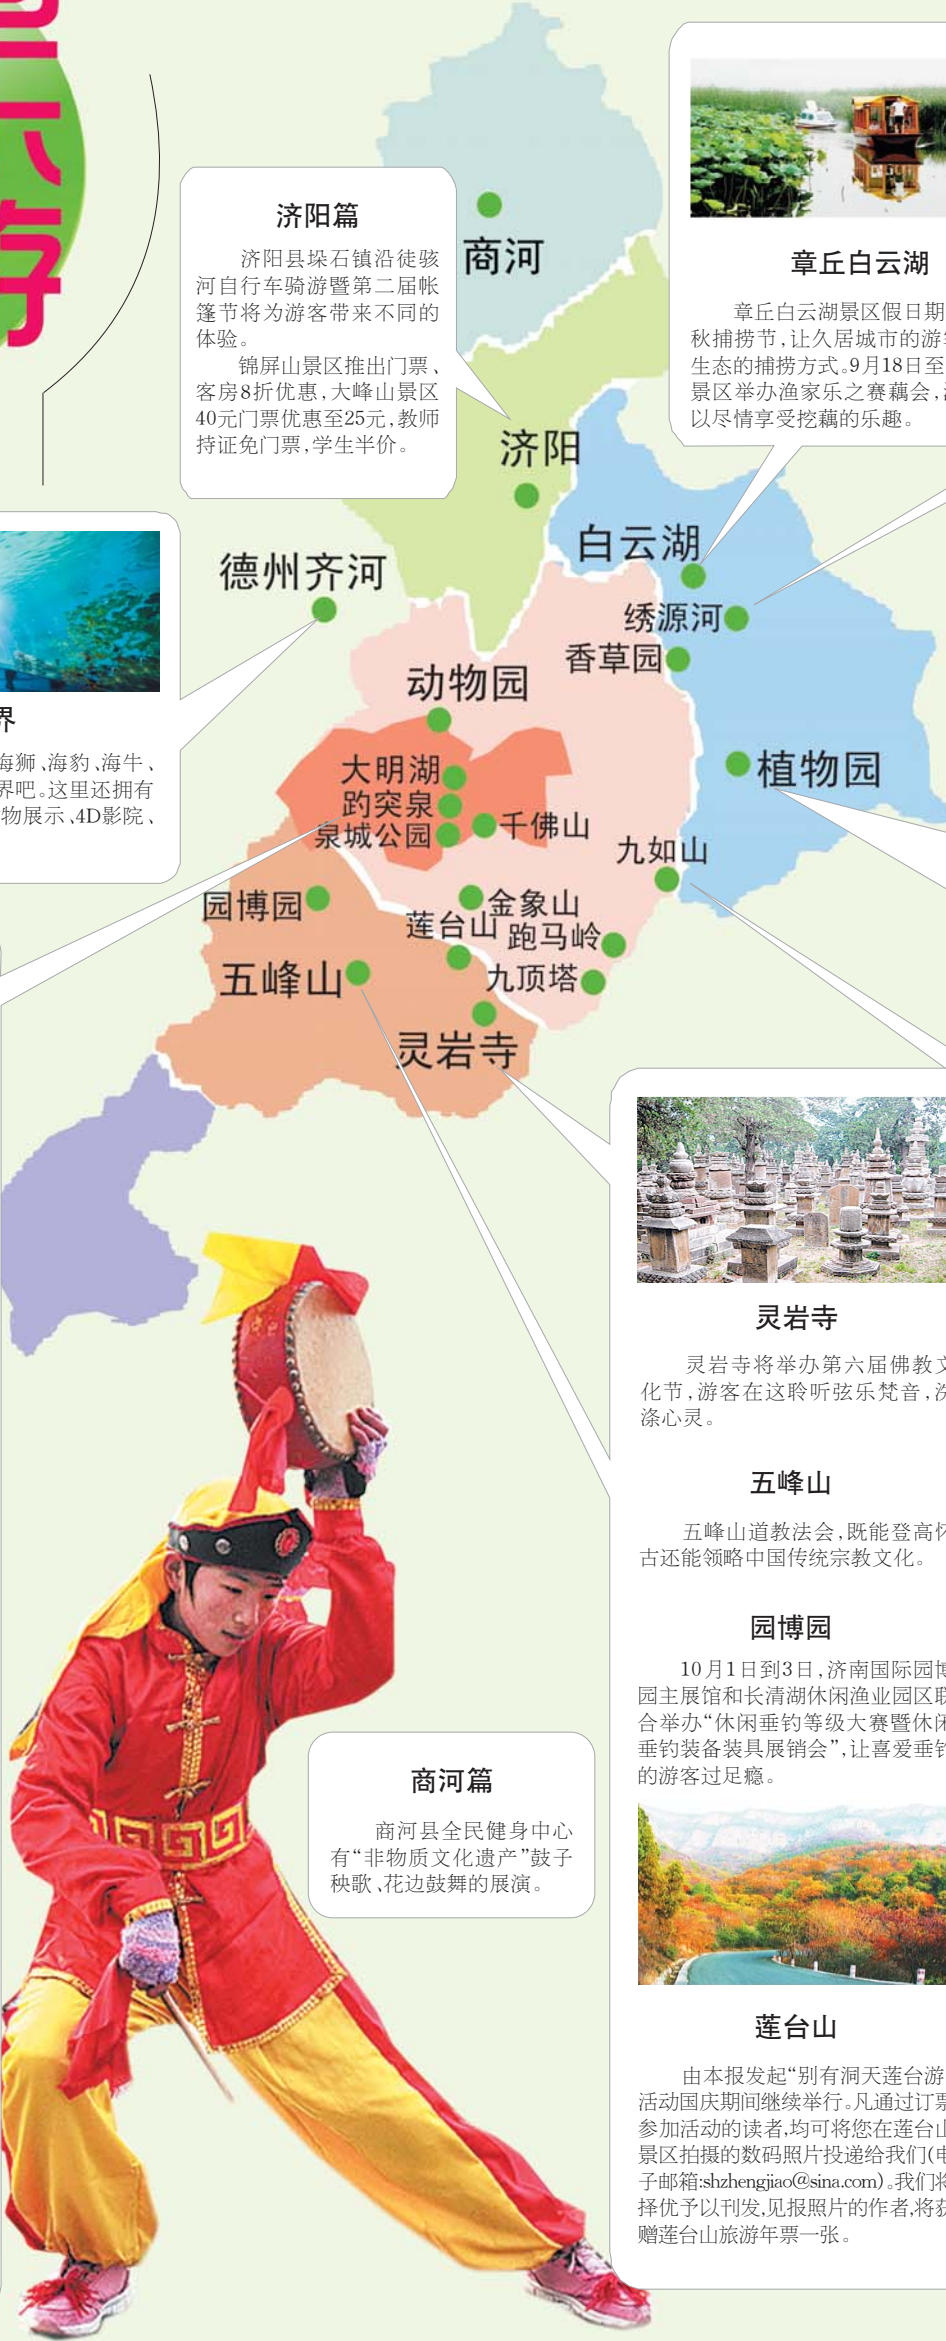 济阳篇
济阳县垛石镇沿徒骇
河自行车骑游暨第二届帐
篷节将为游客带来不同的
体验。
锦屏山景区推出门票、
客房8折优惠,大峰山景区
40元门票优惠至25元,教师
持证免门票,学生半价。
章丘白云湖
章丘白云湖景区假日期
秋捕捞节,让久居城市的游
生态的捕捞方式。9月18日至
景区举办渔家乐之赛藕会,
以尽情享受挖藕的乐趣。
界
海狮、海豹、海牛、
界吧。这里还拥有
物展示、4D影院、
商河
济阳
白云湖
德州齐河
绣源河
香草园
动物园
大明湖
趵突泉
泉城公园
千佛山
植物园
九如山
园博园
金象山
莲台山
跑马岭
五峰山
九顶塔
灵岩寺
灵岩寺
灵岩寺将举办第六届佛教文
化节,游客在这聆听弦乐梵音,洗
涤心灵。
五峰山
五峰山道教法会,既能登高怀
古还能领略中国传统宗教文化。
园博园
10月1日到3日,济南国际园博
园主展馆和长清湖休闲渔业园区联
合举办“休闲垂钓等级大赛暨休闲
垂钓装备装具展销会”,让喜爱垂钓
的游客过足瘾。
莲台山
由本报发起“别有洞天莲台游
活动国庆期间继续举行。凡通过订票
参加活动的读者,均可将您在莲台山
景区拍摄的数码照片投递给我们(电
子邮箱:shzhengjiao@sina.com)。我们将
择优予以刊发,见报照片的作者,将获
赠莲台山旅游年票一张。
商河篇
商河县全民健身中心
有“非物质文化遗产”鼓子
秧歌、花边鼓舞的展演。